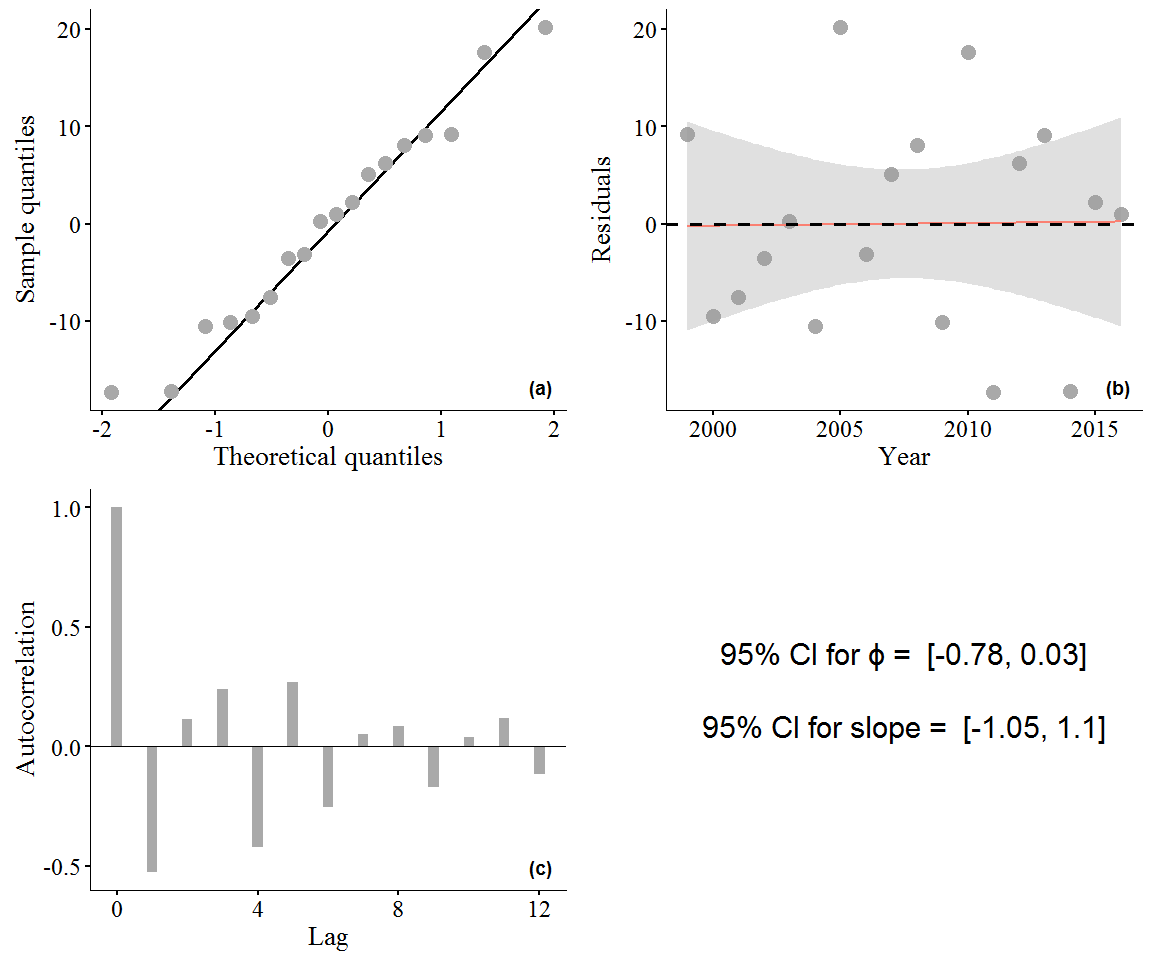 20
10
0
-10
Sample quantiles
(a)
-2
-1
0
1
2
Theoretical quantiles
20
10
0
-10
Residuals
(b)
2000
2005
2010
2015
Year
1.0
0.5
0.0
-0.5
Autocorrelation
(c)
0
4
8
12
Lag
95% CI for ϕ = [-0.78, 0.03]
95% CI for slope = [-1.05, 1.1]